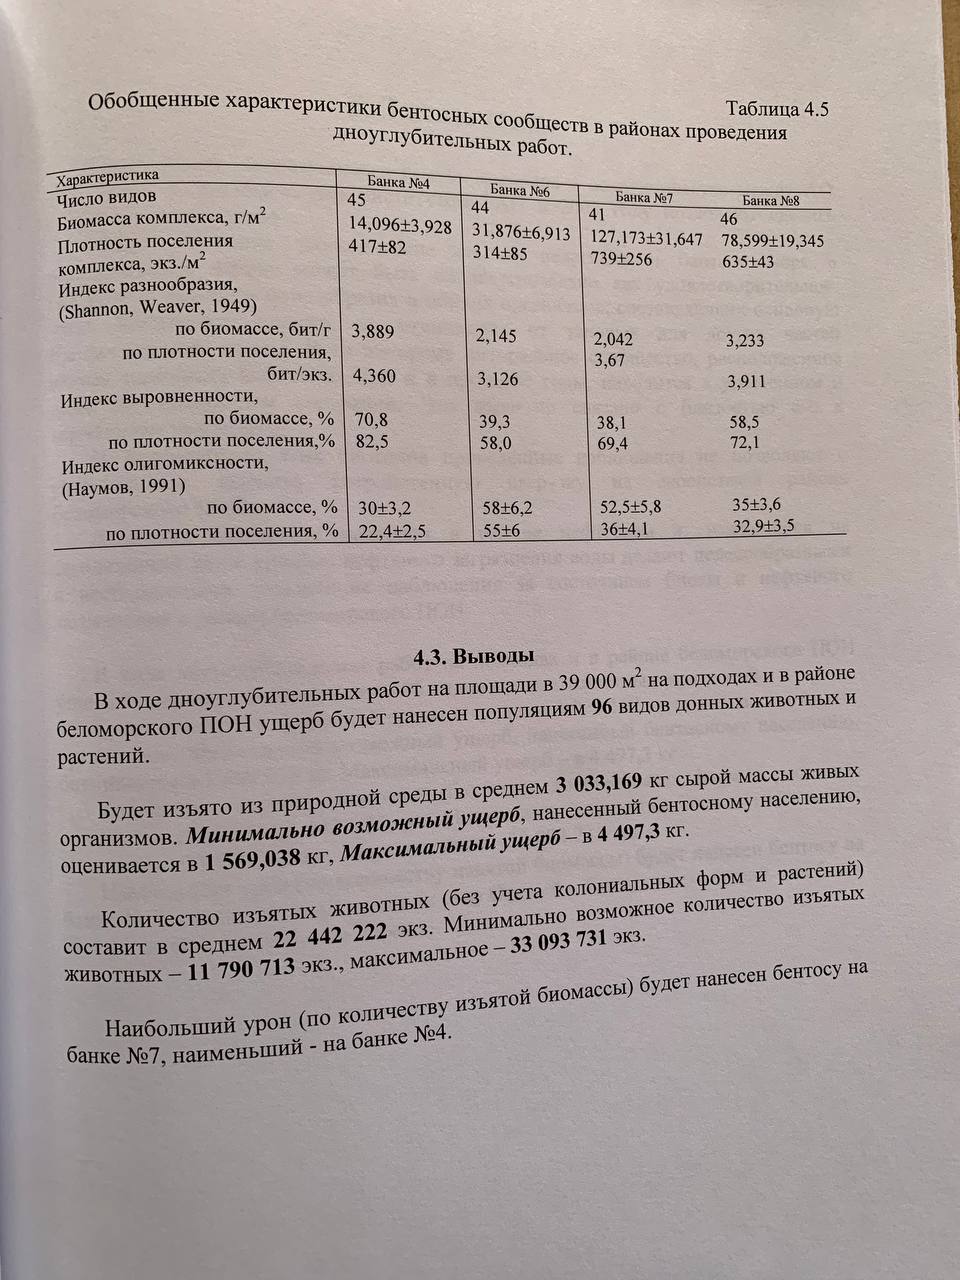 Таблица 4.5
Обобщенные характеристики бентосных сообществ в районах проведения
дноуглубительных работ.
Характеристика Банка №4 Банка №6 Банка №7 Банка №8
Число видов 45 44 41 46
Биомасса комплекса, г/м² 14,096±3,928 31,876±6,913 127,173±31,647 78,599±19,345
Плотность поселения 417±82 314±85 739±256 635±43
комплекса, экз./м²
Индекс разнообразия,
(Shannon, Weaver, 1949)
по биомассе, бит/г 3,889 2,145 2,042 3,233
по плотности поселения, 3,67
бит/экз. 4,360 3,126 3,911
Индекс выровненности,
по биомассе, % 70,8 39,3 38,1 58,5
по плотности поселения,% 82,5 58,0 69,4 72,1
Индекс олигомиксности,
(Наумов, 1991)
по биомассе, % 30±3,2 58±6,2 52,5±5,8 35±3,6
по плотности поселения, % 22,4±2,5 55±6 36±4,1 32,9±3,5
4.3. Выводы
В ходе дноуглубительных работ на площади в 39 000 м² на подходах и в районе
беломорского ПОН ущерб будет нанесен популяциям 96 видов донных животных и
растений.
Будет изъято из природной среды в среднем 3 033,169 кг сырой массы живых
организмов. Минимально возможный ущерб, нанесенный бентосному населению,
оценивается в 1 569,038 кг, Максимальный ущерб – в 4 497,3 кг.
Количество изъятых животных (без учета колониальных форм и растений)
составит в среднем 22 442 222 экз. Минимально возможное количество изъятых
животных – 11 790 713 экз., максимальное – 33 093 731 экз.
Наибольший урон (по количеству изъятой биомассы) будет нанесен бентосу на
банке №7, наименьший - на банке №4.